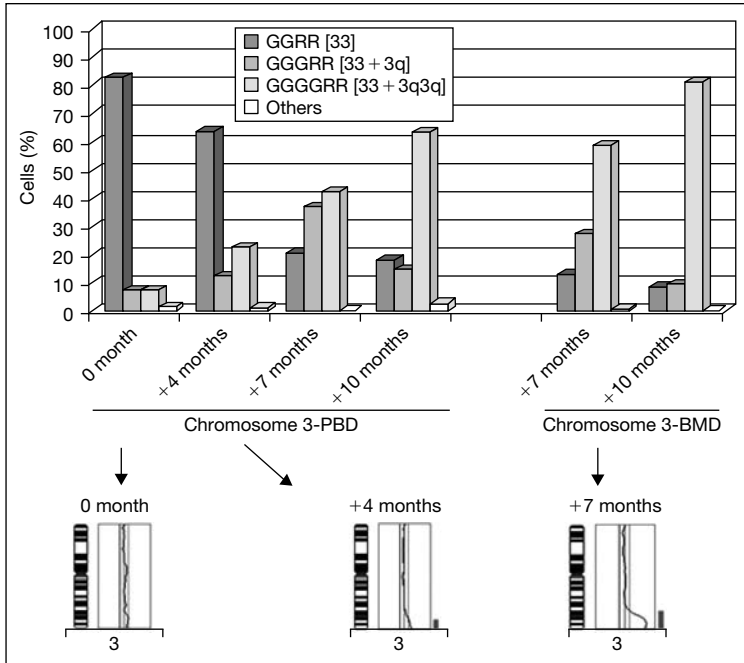 100
90
80
70
60
50
40
30
20
10
0
Cells (%)
GGRR [33]
GGGRR [33 + 3q]
GGGGRR [33 + 3q3q]
Others
0 month
+4 months
+7 months
+10 months
+7 months
+10 months
Chromosome 3-PBD
Chromosome 3-BMD
0 month
+4 months
+7 months
3
3
3